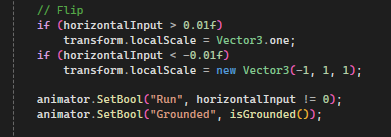 // Flip
if (horizontalInput > 0.01f)
transform.localScale = Vector3.one;
if (horizontalInput < -0.01f)
transform.localScale = new Vector3(-1, 1, 1);
animator.SetBool("Run", horizontalInput != 0);
animator.SetBool("Grounded", isGrounded());